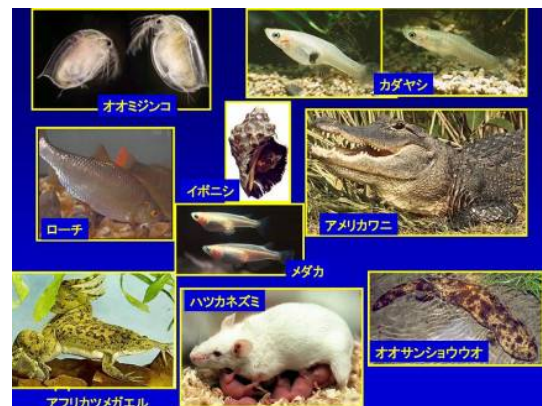 オオミジンコ
カダヤシ
イボニシ
ローチ
アメリカワニ
メダカ
ハツカネズミ
オオサンショウウオ
アフリカツメガエル